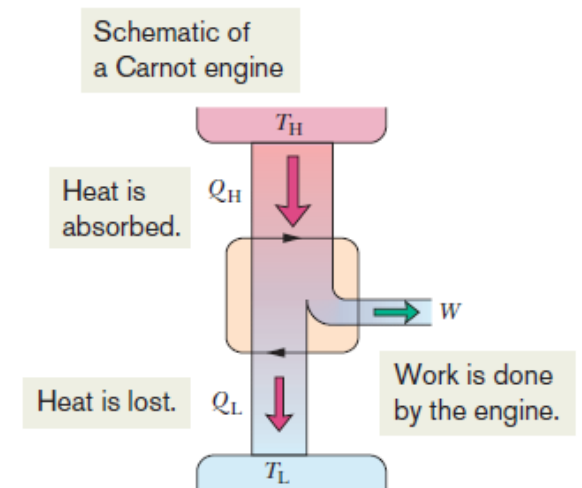 Schematic of
a Carnot engine
TH
Heat is
absorbed.
QH
W
Heat is lost.
QL
Work is done
by the engine.
TL